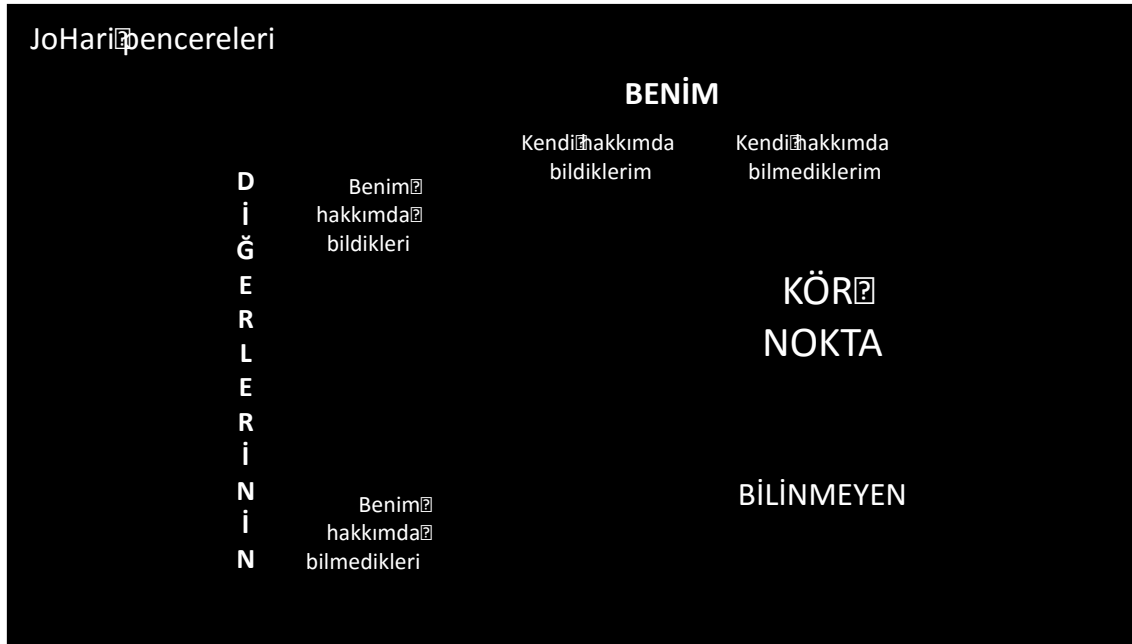 JoHari pencereleri
BENİM
Kendi hakkımda
bildiklerim
Kendi hakkımda
bilmediklerim
D
İ
Ğ
E
R
L
E
R
İ
N
İ
N
Benim
hakkımda
bildikleri
KÖR
NOKTA
Benim
hakkımda
bilmedikleri
BİLİNMEYEN